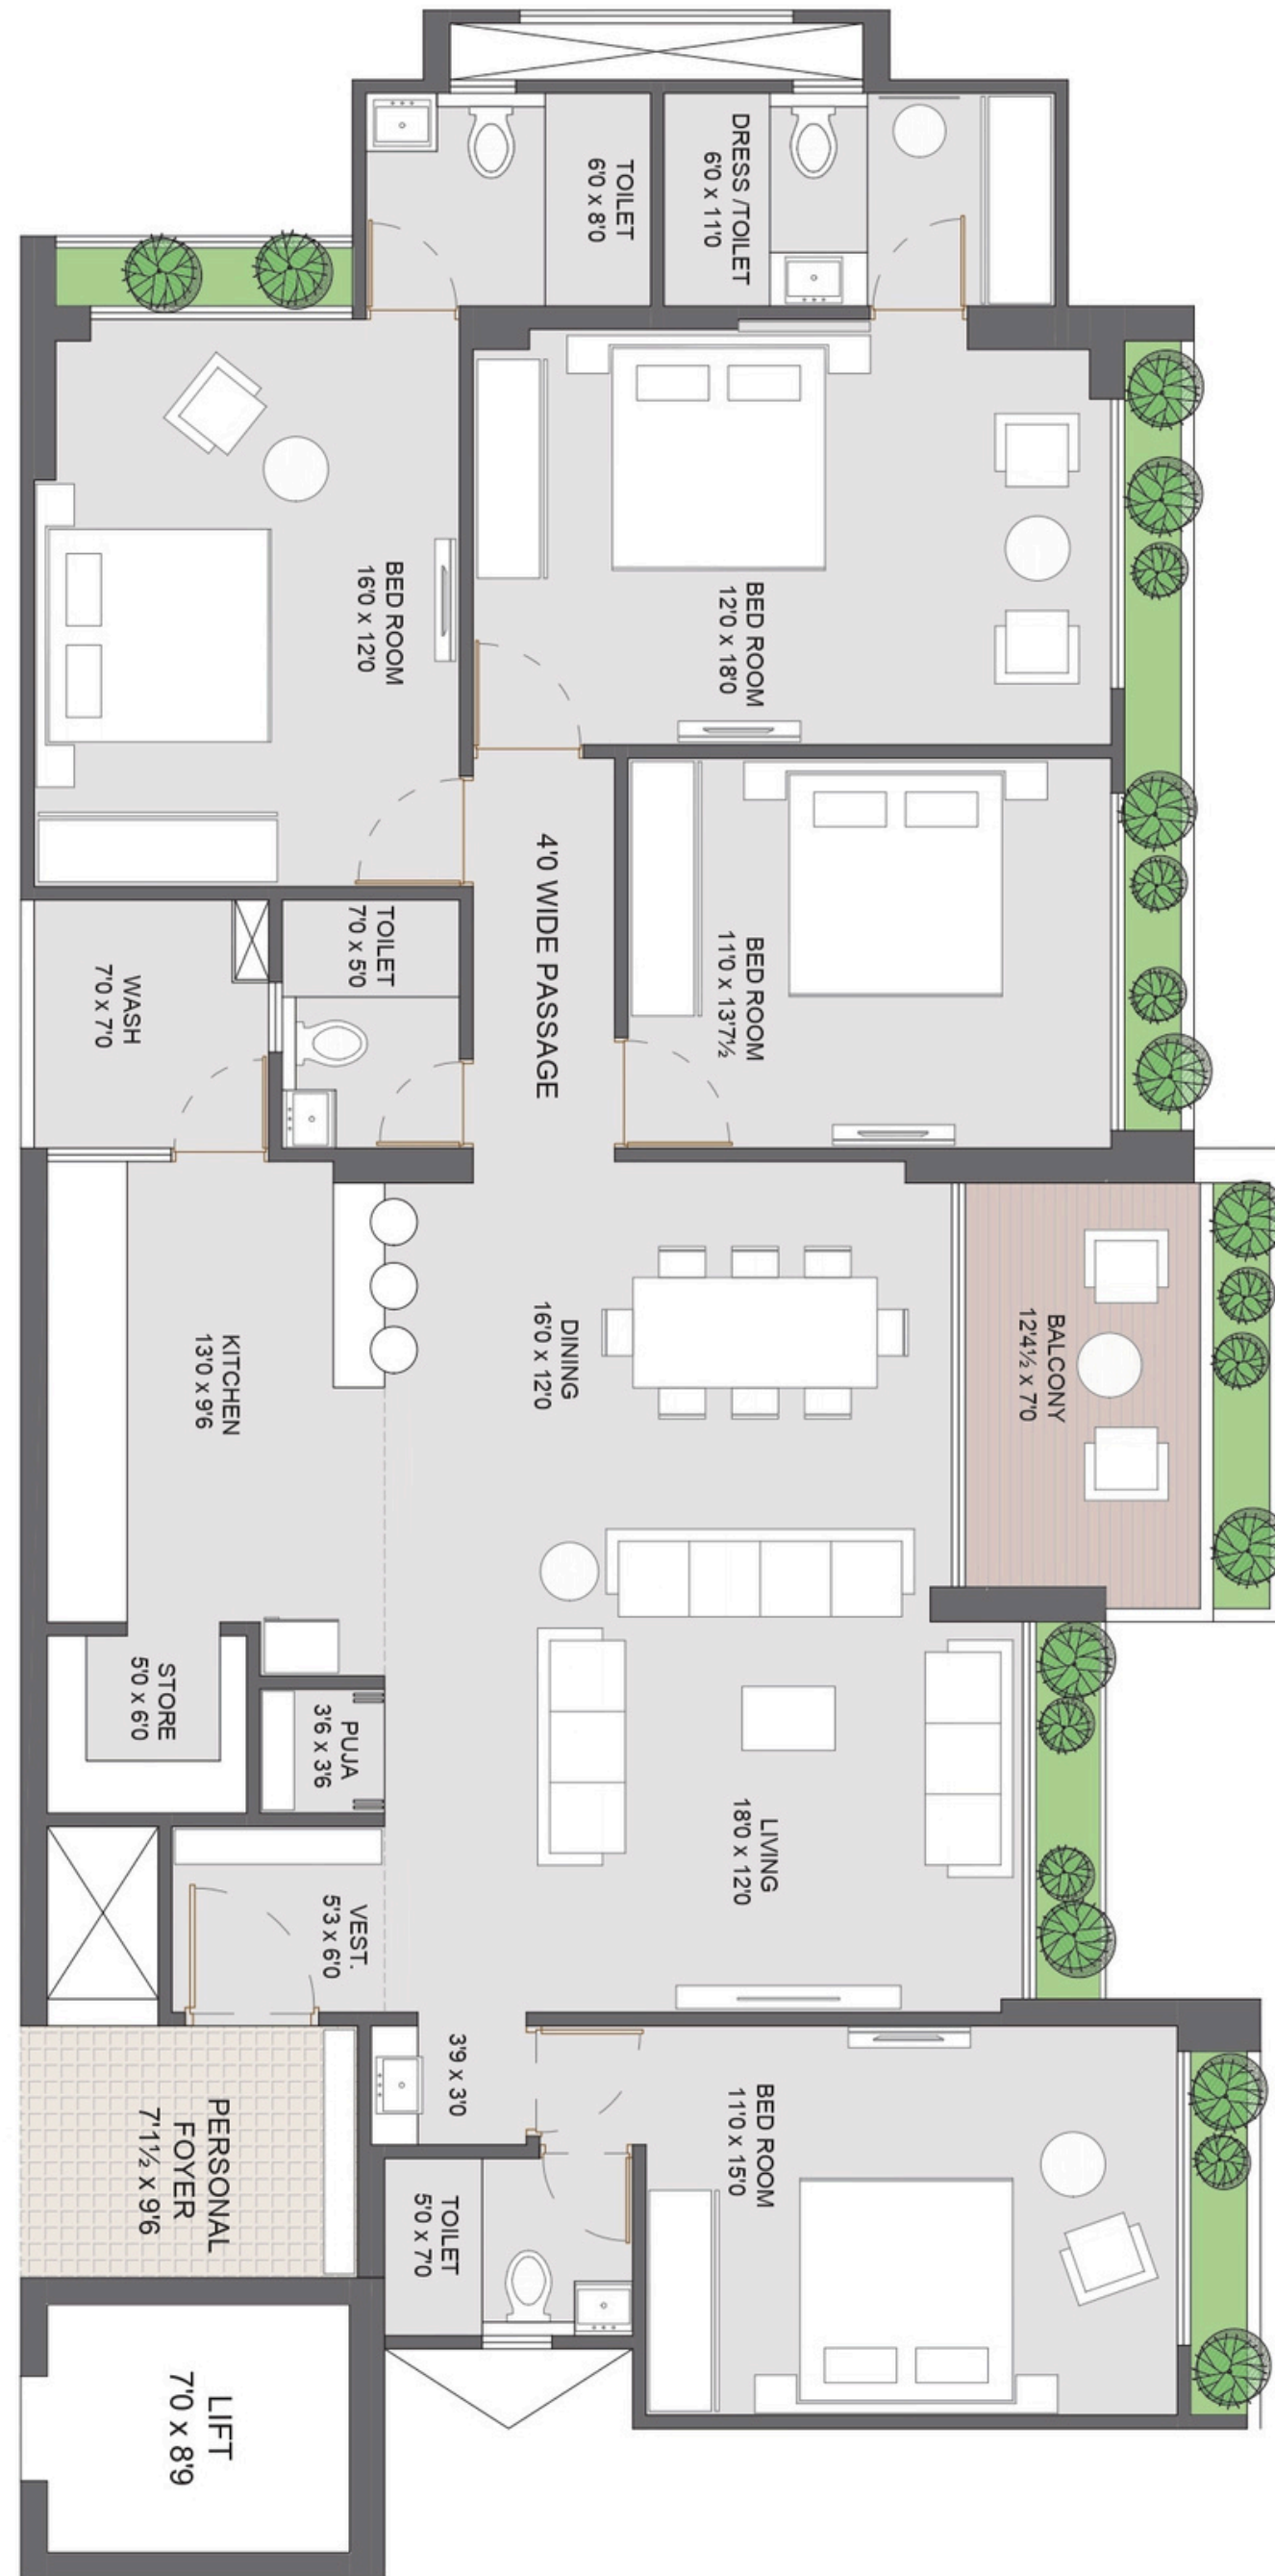 TOILET
6'0 x 8'0
DRESS /TOILET
6'0 x 11'0
BED ROOM
16'0 x 12'0
BED ROOM
12'0 x 18'0
4'0 WIDE PASSAGE
BED ROOM
11'0 x 13'7½
TOILET
7'0 x 5'0
WASH
7'0 x 7'0
KITCHEN
13'0 x 9'6
DINING
16'0 x 12'0
BALCONY
12'4½ x 7'0
STORE
5'0 x 6'0
PUJA
3'6 x 3'6
LIVING
18'0 x 12'0
VEST.
5'3 x 6'0
3'9 x 3'0
PERSONAL
FOYER
7'1½ x 9'6
BED ROOM
11'0 x 15'0
TOILET
5'0 x 7'0
LIFT
7'0 x 8'9